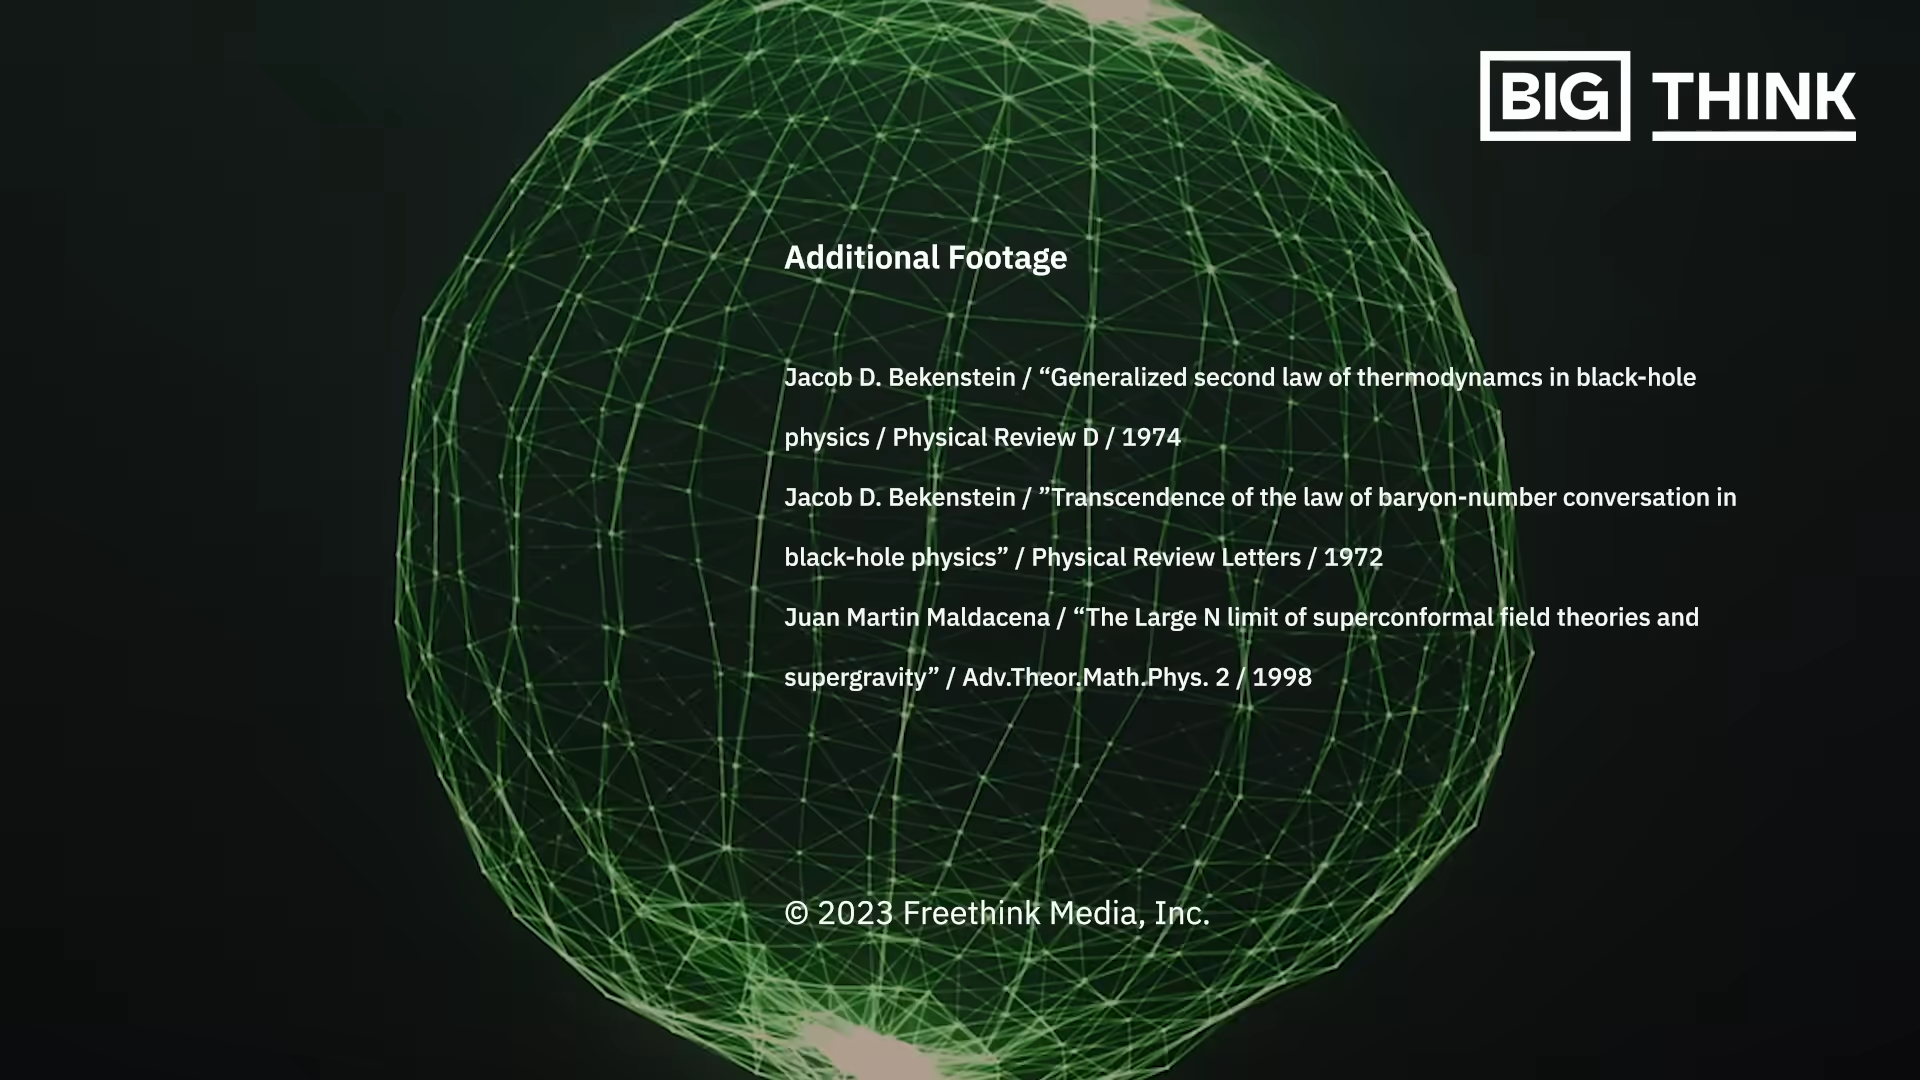 BIG THINK
Additional Footage
Jacob D. Bekenstein / “Generalized second law of thermodynamcs in black-hole
physics / Physical Review D / 1974
Jacob D. Bekenstein / ”Transcendence of the law of baryon-number conversation in
black-hole physics” / Physical Review Letters / 1972
Juan Martin Maldacena / “The Large N limit of superconformal field theories and
supergravity” / Adv.Theor.Math.Phys. 2 / 1998
© 2023 Freethink Media, Inc.